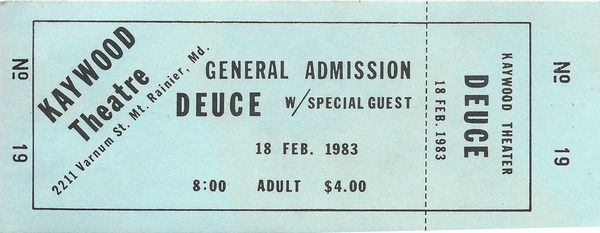 No 19
KAYWOOD
Theatre
2211 Varnum St. Mt. Rainier, Md.
GENERAL ADMISSION
DEUCE W/SPECIAL GUEST
18 FEB. 1983
8:00 ADULT $4.00
KAYWOOD THEATER
DEUCE
18 FEB. 1983
No 19